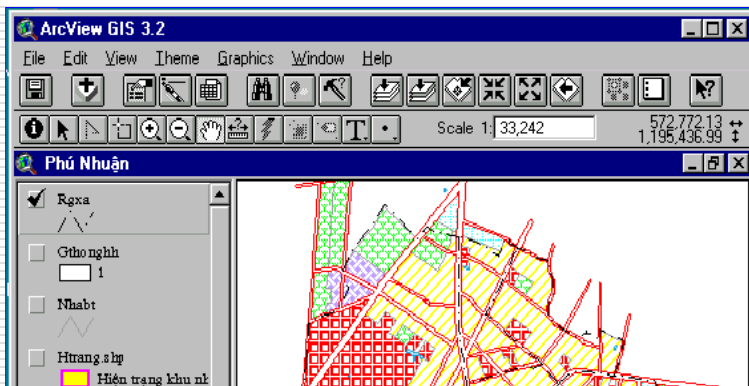 ArcView GIS 3.2
File Edit View Theme Graphics Window Help
Scale 1: 33,242
572,772.13
1,195,436.99
Phú Nhuận
Rgxa
Gthonghh
1
Nhabt
Htrang.shp
Hiện trạng khu nh